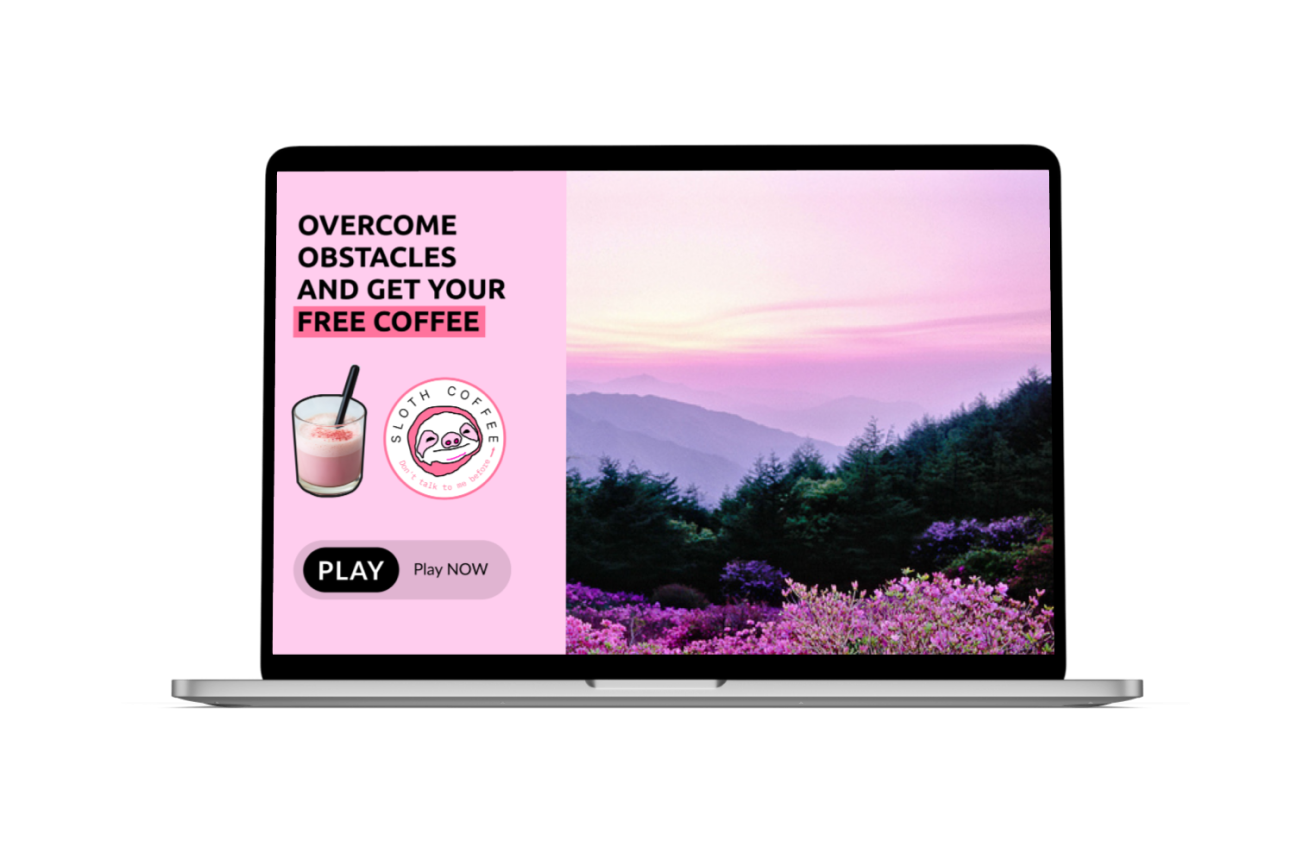 OVERCOME
OBSTACLES
AND GET YOUR
FREE COFFEE
SLOTH COFFEE
Don't talk to me before
PLAY Play NOW